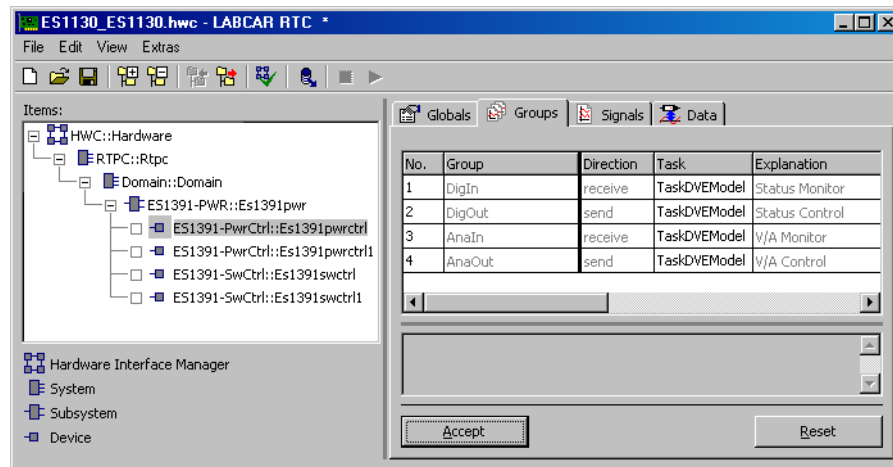 ES1130_ES1130.hwc - LABCAR RTC *
File Edit View Extras
Items:
HWC::Hardware
RTPC::Rtpc
Domain::Domain
ES1391-PWR::Es1391pwr
ES1391-PwrCtrl::Es1391pwrctrl
ES1391-PwrCtrl::Es1391pwrctrl1
ES1391-SwCtrl::Es1391swctrl
ES1391-SwCtrl::Es1391swctrl1
Hardware Interface Manager
System
Subsystem
Device
Globals Groups Signals Data
No. Group Direction Task Explanation
1 DigIn receive TaskDVEModel Status Monitor
2 DigOut send TaskDVEModel Status Control
3 AnaIn receive TaskDVEModel V/A Monitor
4 AnaOut send TaskDVEModel V/A Control
Accept Reset